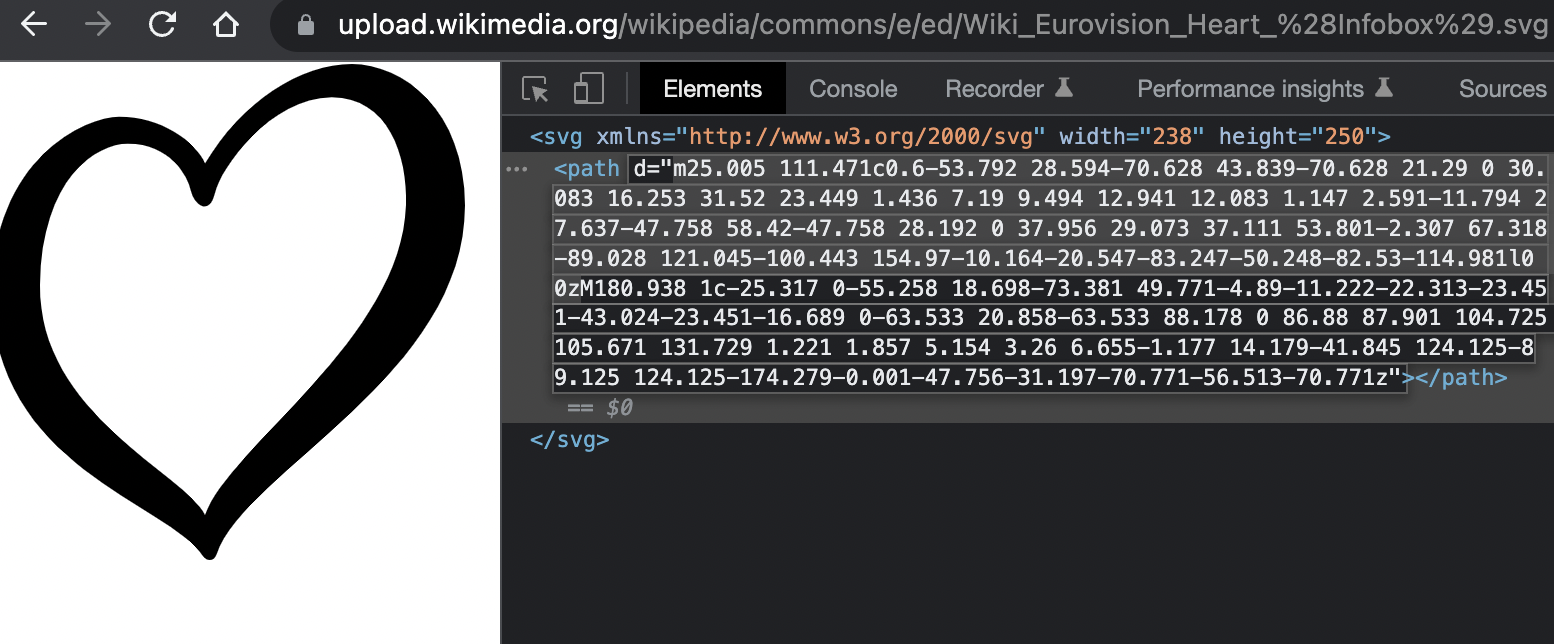 upload.wikimedia.org/wikipedia/commons/e/ed/Wiki_Eurovision_Heart_%28Infobox%29.svg
Elements Console Recorder Performance insights Sources
<svg xmlns="http://www.w3.org/2000/svg" width="238" height="250">
··· <path d="m25.005 111.471c0.6-53.792 28.594-70.628 43.839-70.628 21.29 0 30.
083 16.253 31.52 23.449 1.436 7.19 9.494 12.941 12.083 1.147 2.591-11.794 2
7.637-47.758 58.42-47.758 28.192 0 37.956 29.073 37.111 53.801-2.307 67.318
-89.028 121.045-100.443 154.97-10.164-20.547-83.247-50.248-82.53-114.981l0
0zM180.938 1c-25.317 0-55.258 18.698-73.381 49.771-4.89-11.222-22.313-23.45
1-43.024-23.451-16.689 0-63.533 20.858-63.533 88.178 0 86.88 87.901 104.725
105.671 131.729 1.221 1.857 5.154 3.26 6.655-1.177 14.179-41.845 124.125-8
9.125 124.125-174.279-0.001-47.756-31.197-70.771-56.513-70.771z"></path>
== $0
</svg>